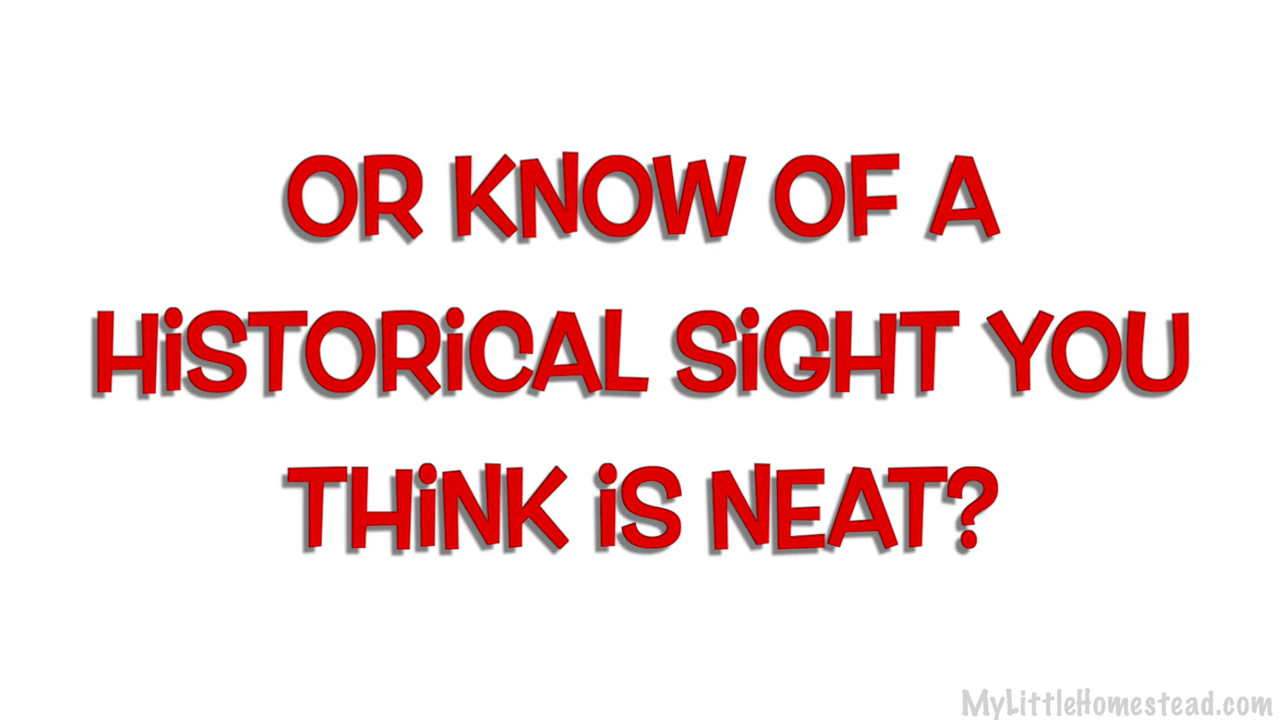 OR KNOW OF A
HiSTORiCAL SiGHT YOU
THiNK iS NEAT?
MyLittleHomestead.com